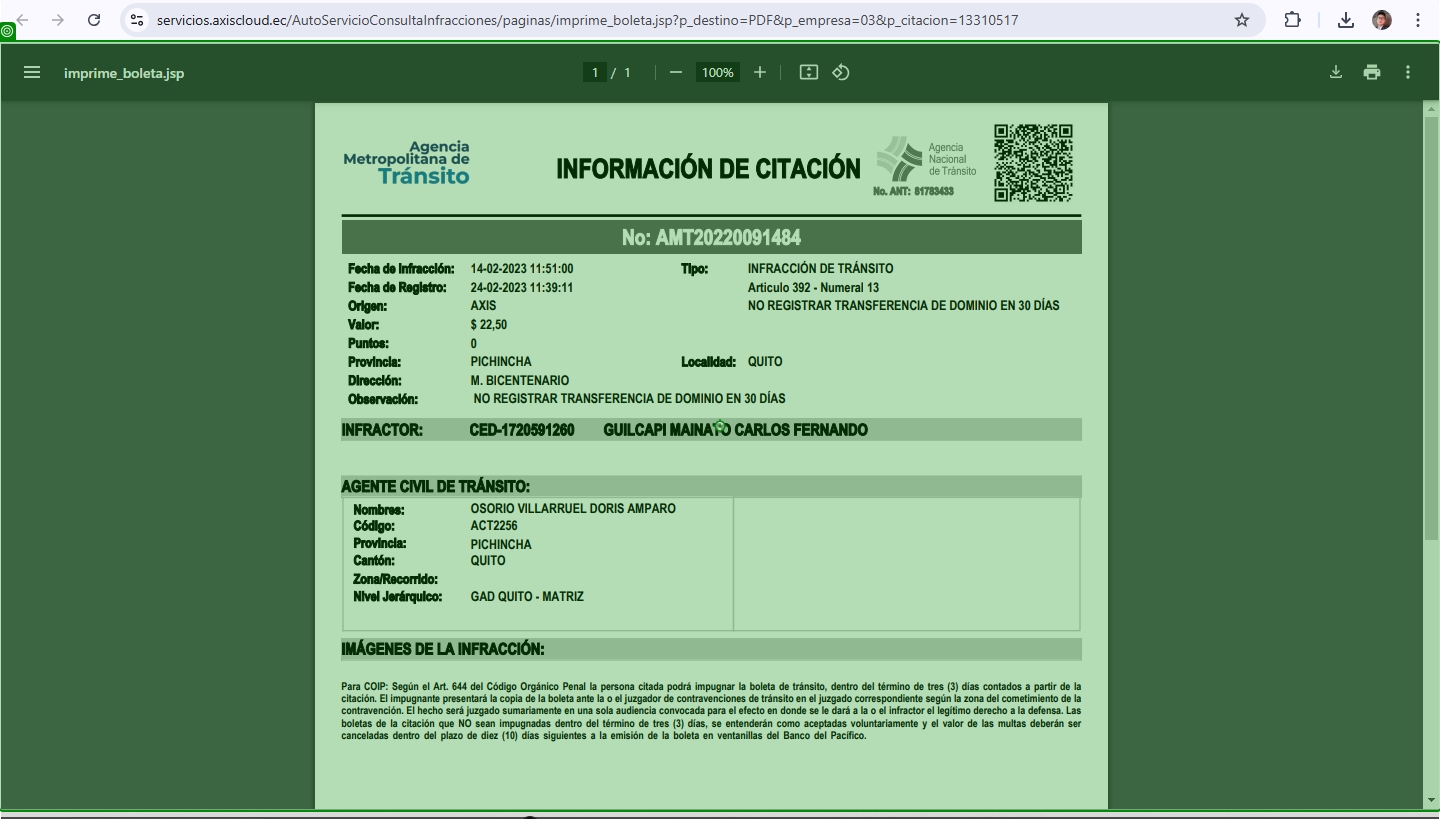 servicios.axiscloud.ec/AutoServicioConsultaInfracciones/paginas/imprime_boleta.jsp?p_destino=PDF&p_empresa=03&p_citacion=13310517
imprime_boleta.jsp
1 / 1
100%
Agencia
Metropolitana de
Tránsito
INFORMACIÓN DE CITACIÓN
Agencia
Nacional
de Tránsito
No. ANT: 81783433
No: AMT20220091484
Fecha de Infracción: 14-02-2023 11:51:00 Tipo: INFRACCIÓN DE TRÁNSITO
Fecha de Registro: 24-02-2023 11:39:11 Articulo 392 - Numeral 13
Origen: AXIS NO REGISTRAR TRANSFERENCIA DE DOMINIO EN 30 DÍAS
Valor: $ 22,50
Puntos: 0
Provincia: PICHINCHA Localidad: QUITO
Dirección: M. BICENTENARIO
Observación: NO REGISTRAR TRANSFERENCIA DE DOMINIO EN 30 DÍAS
INFRACTOR: CED-1720591260 GUILCAPI MAINATO CARLOS FERNANDO
AGENTE CIVIL DE TRÁNSITO:
Nombres: OSORIO VILLARRUEL DORIS AMPARO
Código: ACT2256
Provincia: PICHINCHA
Cantón: QUITO
Zona/Recorrido:
Nivel Jerárquico: GAD QUITO - MATRIZ
IMÁGENES DE LA INFRACCIÓN:
Para COIP: Según el Art. 644 del Código Orgánico Penal la persona citada podrá impugnar la boleta de tránsito, dentro del término de tres (3) días contados a partir de la
citación. El impugnante presentará la copia de la boleta ante la o el juzgador de contravenciones de tránsito en el juzgado correspondiente según la zona del cometimiento de la
contravención. El hecho será juzgado sumariamente en una sola audiencia convocada para el efecto en donde se le dará a la o el infractor el legítimo derecho a la defensa. Las
boletas de la citación que NO sean impugnadas dentro del término de tres (3) días, se entenderán como aceptadas voluntariamente y el valor de las multas deberán ser
canceladas dentro del plazo de diez (10) días siguientes a la emisión de la boleta en ventanillas del Banco del Pacífico.